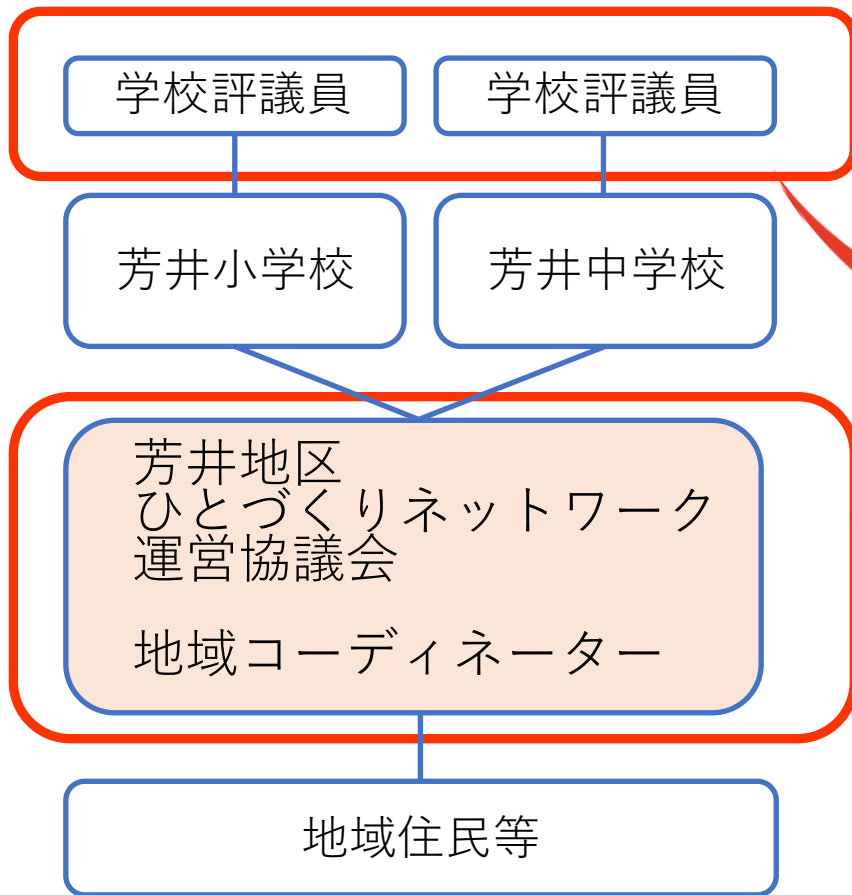 学校評議員
学校評議員
芳井小学校
芳井中学校
芳井地区
ひとづくりネットワーク
運営協議会
地域コーディネーター
地域住民等